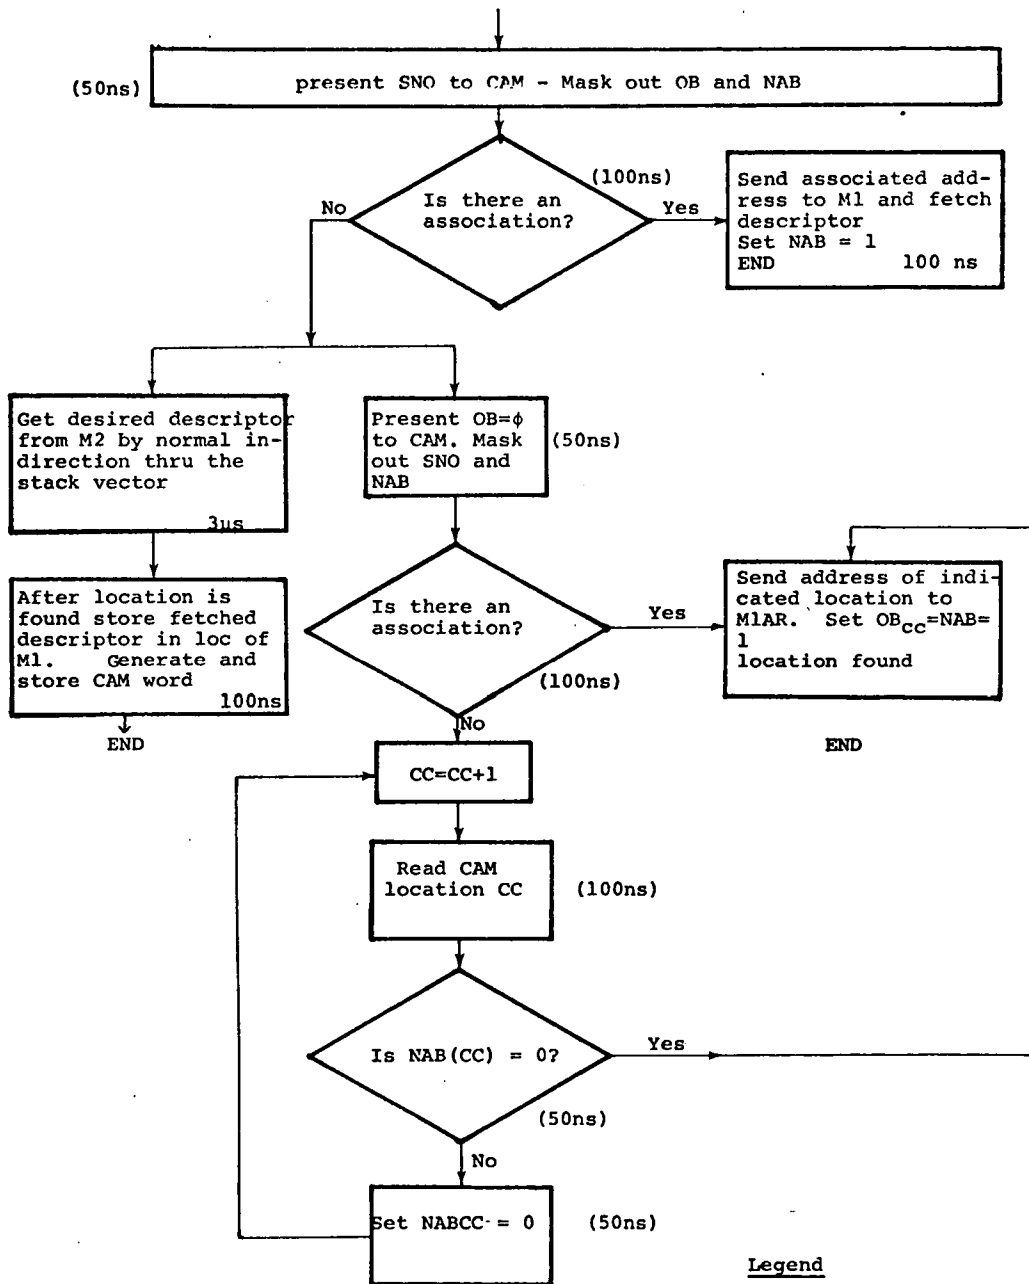 (50ns)
present SNO to CAM - Mask out OB and NAB
(100ns)
Is there an
association?
No
Yes
Send associated add-
ress to M1 and fetch
descriptor
Set NAB = 1
END 100 ns
Get desired descriptor
from M2 by normal in-
direction thru the
stack vector
3us
Present OB=ϕ
to CAM. Mask
out SNO and
NAB
(50ns)
After location is
found store fetched
descriptor in loc of
M1. Generate and
store CAM word
100ns
END
Is there an
association?
Yes
(100ns)
No
Send address of indi-
cated location to
M1AR. Set OBcc=NAB=
1
location found
END
CC=CC+1
Read CAM
location CC
(100ns)
Is NAB(CC) = 0?
Yes
(50ns)
No
Set NABCC = 0
(50ns)
Legend